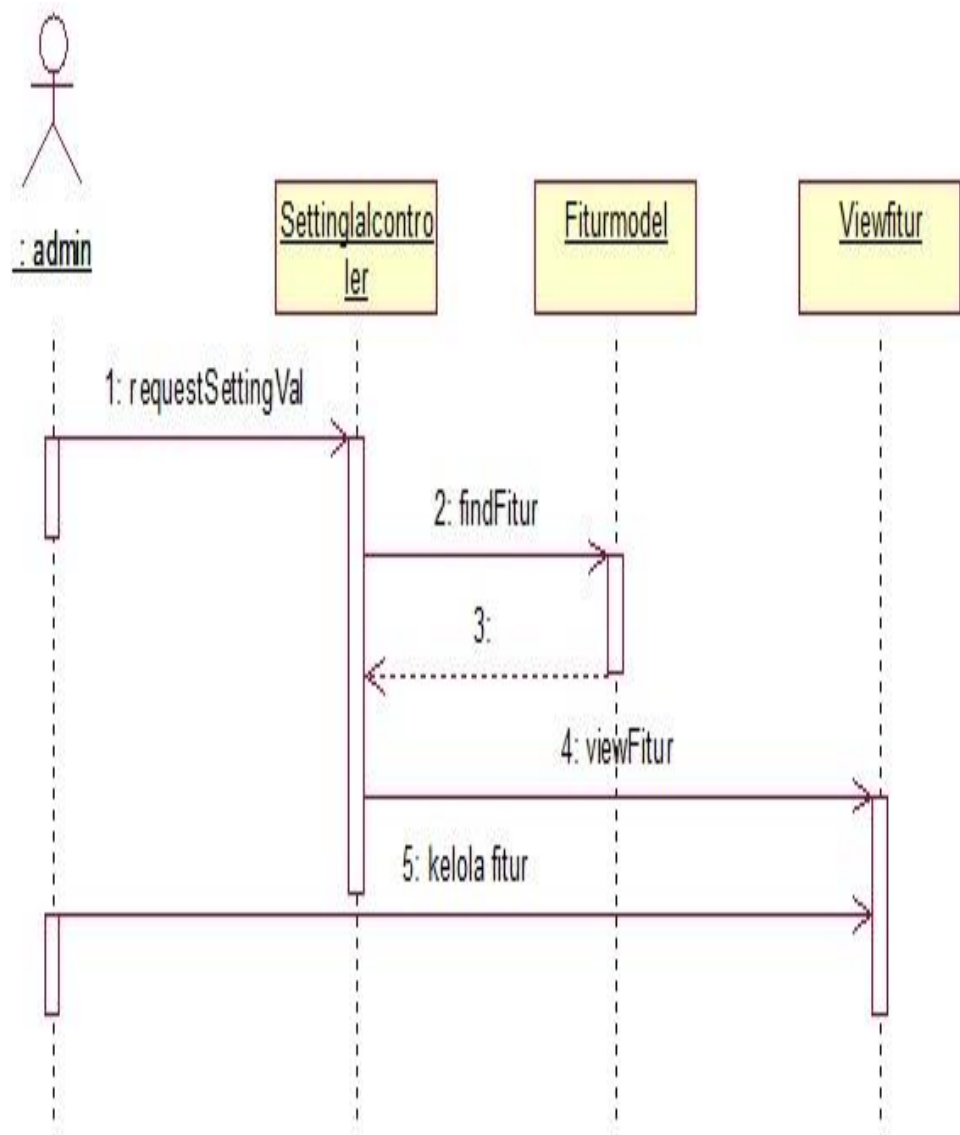 : admin
Settinglalcontro
ler
Fiturmodel
Viewfitur
1: requestSettingVal
2: findFitur
3:
4: viewFitur
5: kelola fitur